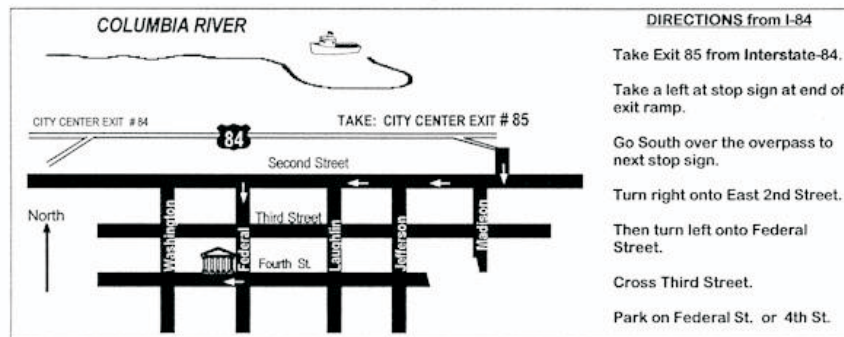 COLUMBIA RIVER
CITY CENTER EXIT # 84
84
TAKE: CITY CENTER EXIT # 85
Second Street
North
Third Street
Fourth St.
Washington
Federal
Laughlin
Jefferson
Madison
DIRECTIONS from I-84
Take Exit 85 from Interstate-84.
Take a left at stop sign at end of
exit ramp.
Go South over the overpass to
next stop sign.
Turn right onto East 2nd Street.
Then turn left onto Federal
Street.
Cross Third Street.
Park on Federal St. or 4th St.